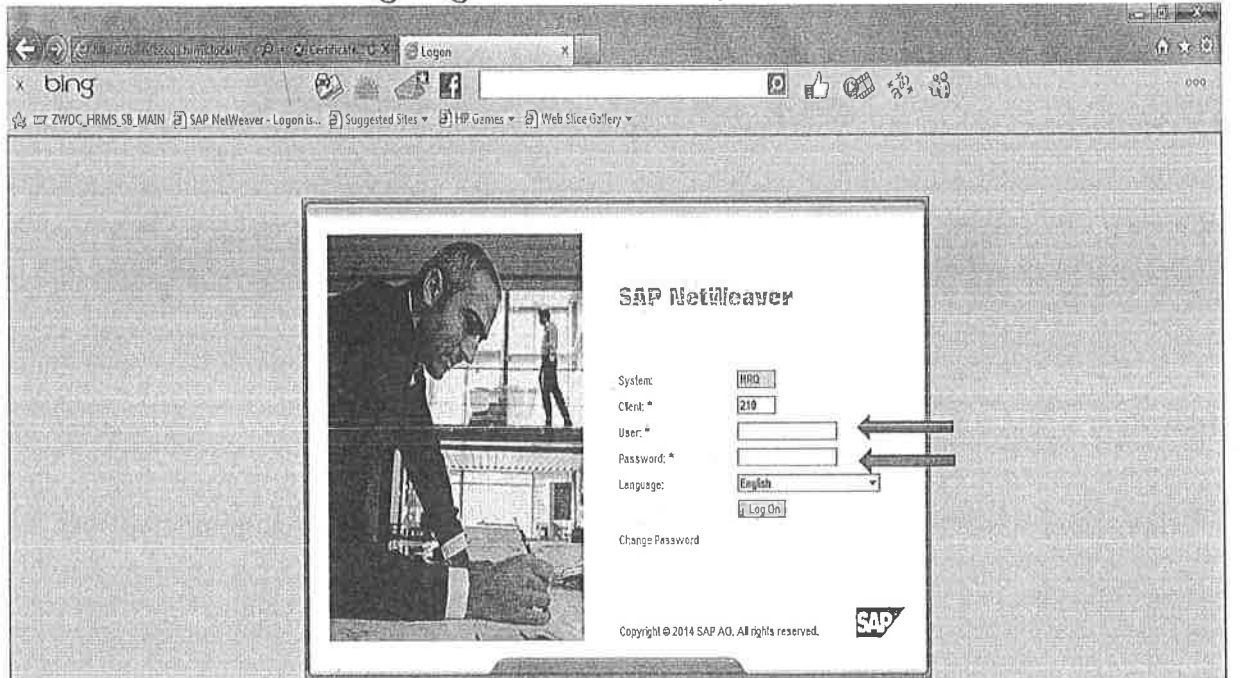 Certificate...
Logon
bing
ZWDC_HRMS_SB_MAIN SAP NetWeaver - Logon is... Suggested Sites HP Games Web Slice Gallery
SAP NetWeaver
System: HRQ
Client: * 210
User: *
Password: *
Language: English
Log On
Change Password
Copyright © 2014 SAP AG. All rights reserved.
SAP